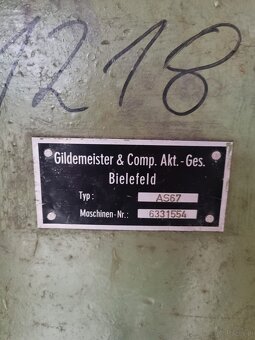 1218
Gildemeister & Comp. Akt.-Ges.
Bielefeld
Typ: AS67
Maschinen-Nr.: 6331554